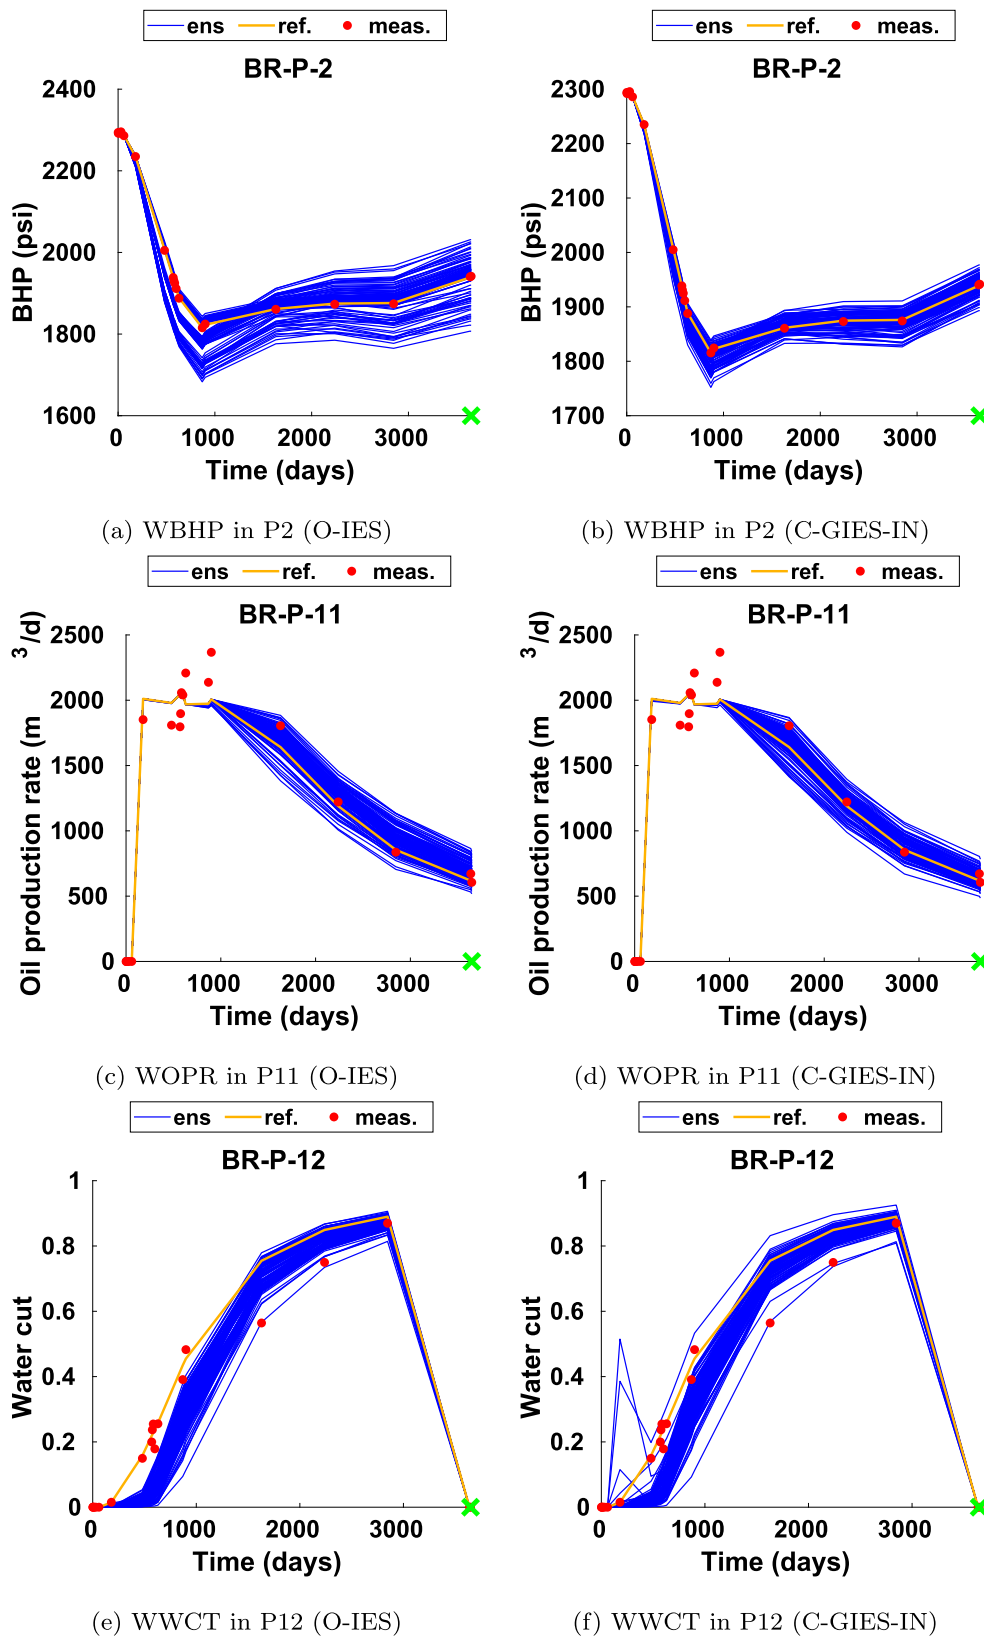 ens ref. meas. ens ref. meas.
BR-P-2 BR-P-2
2400 2300
2200 2200
2100
2000 2000
1900
1800 1800
1600 1700
BHP (psi) BHP (psi)
0 1000 2000 3000 0 1000 2000 3000
Time (days) Time (days)
(a) WBHP in P2 (O-IES) (b) WBHP in P2 (C-GIES-IN)
ens ref. meas. ens ref. meas.
BR-P-11 BR-P-11
2500 2500
2000 2000
1500 1500
1000 1000
500 500
0 0
Oil production rate (m³/d) Oil production rate (m³/d)
0 1000 2000 3000 0 1000 2000 3000
Time (days) Time (days)
(c) WOPR in P11 (O-IES) (d) WOPR in P11 (C-GIES-IN)
ens ref. meas. ens ref. meas.
BR-P-12 BR-P-12
1 1
0.8 0.8
0.6 0.6
0.4 0.4
0.2 0.2
0 0
Water cut Water cut
0 1000 2000 3000 0 1000 2000 3000
Time (days) Time (days)
(e) WWCT in P12 (O-IES) (f) WWCT in P12 (C-GIES-IN)